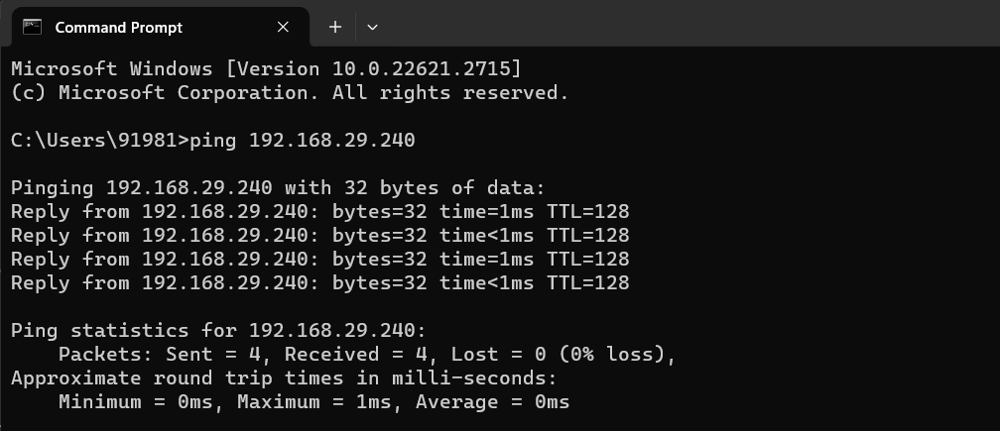 Command Prompt
Microsoft Windows [Version 10.0.22621.2715]
(c) Microsoft Corporation. All rights reserved.
C:\Users\91981>ping 192.168.29.240
Pinging 192.168.29.240 with 32 bytes of data:
Reply from 192.168.29.240: bytes=32 time=1ms TTL=128
Reply from 192.168.29.240: bytes=32 time<1ms TTL=128
Reply from 192.168.29.240: bytes=32 time=1ms TTL=128
Reply from 192.168.29.240: bytes=32 time<1ms TTL=128
Ping statistics for 192.168.29.240:
    Packets: Sent = 4, Received = 4, Lost = 0 (0% loss),
Approximate round trip times in milli-seconds:
    Minimum = 0ms, Maximum = 1ms, Average = 0ms